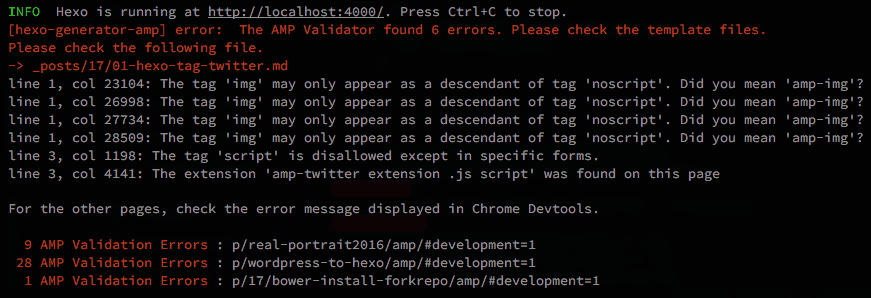 INFO  Hexo is running at http://localhost:4000/. Press Ctrl+C to stop.
[hexo-generator-amp] error:  The AMP Validator found 6 errors. Please check the template files.
Please check the following file.
-> _posts/17/01-hexo-tag-twitter.md
line 1, col 23104: The tag 'img' may only appear as a descendant of tag 'noscript'. Did you mean 'amp-img'?
line 1, col 26998: The tag 'img' may only appear as a descendant of tag 'noscript'. Did you mean 'amp-img'?
line 1, col 27734: The tag 'img' may only appear as a descendant of tag 'noscript'. Did you mean 'amp-img'?
line 1, col 28509: The tag 'img' may only appear as a descendant of tag 'noscript'. Did you mean 'amp-img'?
line 3, col 1198: The tag 'script' is disallowed except in specific forms.
line 3, col 4141: The extension 'amp-twitter extension .js script' was found on this page
For the other pages, check the error message displayed in Chrome Devtools.
9 AMP Validation Errors : p/real-portrait2016/amp/#development=1
28 AMP Validation Errors : p/wordpress-to-hexo/amp/#development=1
1 AMP Validation Errors : p/17/bower-install-forkrepo/amp/#development=1